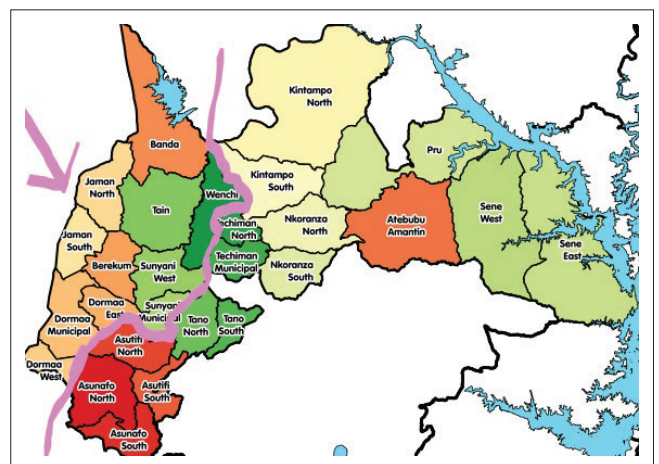 Kintampo
North
Banda
Pru
Jaman
North
Wenchi
Kintampo
South
Tain
Sene
West
Nkoranza
North
Atebubu
Amantin
Techiman
North
Jaman
South
Sene
East
Techiman
Municipal
Berekum
Sunyani
West
Nkoranza
South
Dormaa
East
Sunyani
Municipal
Dormaa
Municipal
Tano
North
Tano
South
Asutifi
North
Dormaa
West
Asunafo
North
Asutifi
South
Asunafo
South